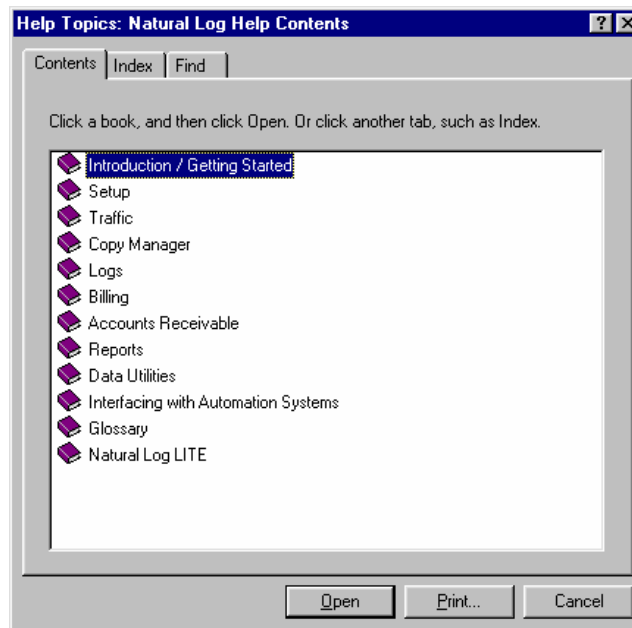 Help Topics: Natural Log Help Contents
Contents Index Find
Click a book, and then click Open. Or click another tab, such as Index.
Introduction / Getting Started
Setup
Traffic
Copy Manager
Logs
Billing
Accounts Receivable
Reports
Data Utilities
Interfacing with Automation Systems
Glossary
Natural Log LITE
Open Print... Cancel